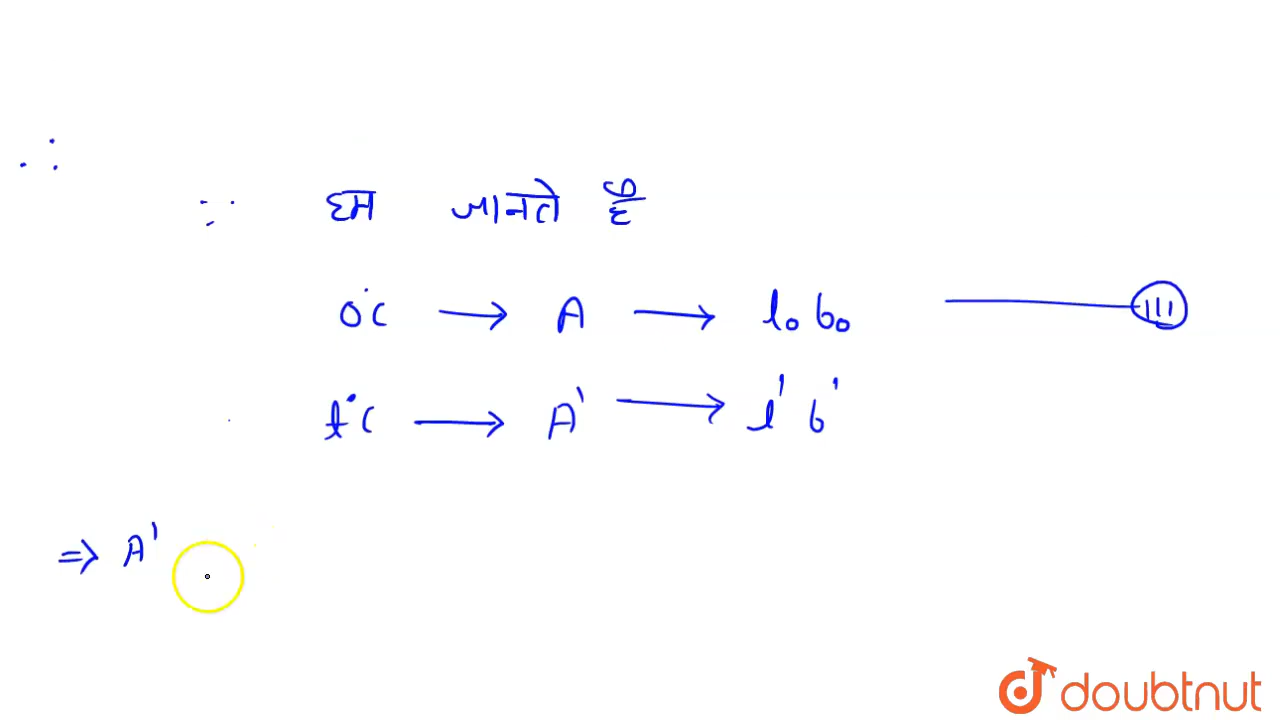 ∴
∵ हम जानते है
0°C → A → l₀ b₀ —— (III)
t°C → A' → l' b'
⇒ A'
doubtnut